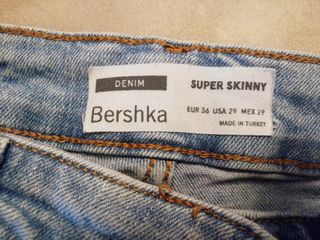 DENIM
Bershka
SUPER SKINNY
EUR 36 USA 29 MEX 29
MADE IN TURKEY